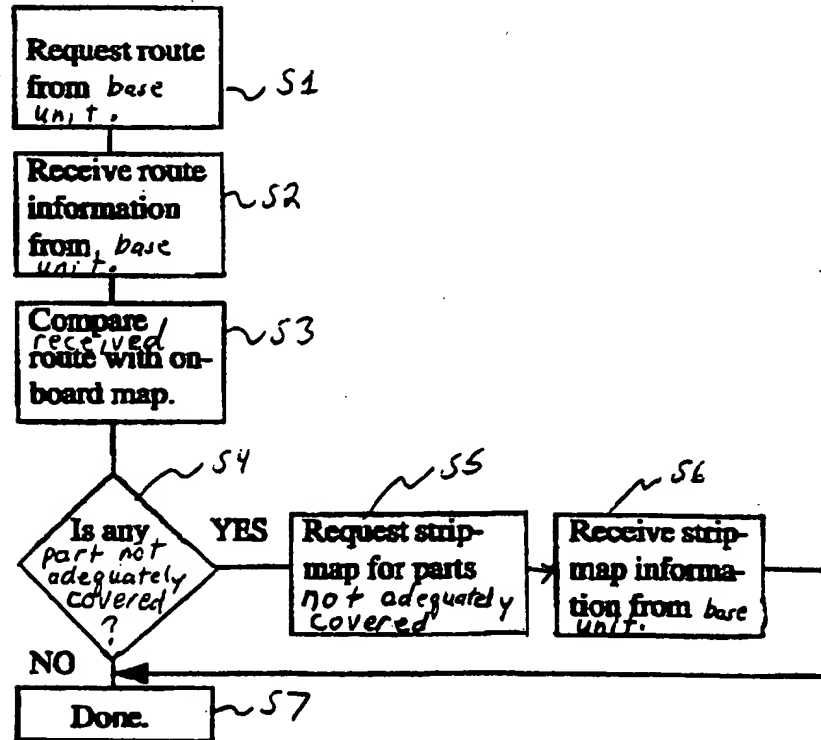 Request route
from base
unit.
S1
Receive route
information
from base
unit.
S2
Compare
received
route with on-
board map.
S3
S4
Is any
part not
adequately
covered
?
YES
S5
Request strip-
map for parts
not adequately
covered
S6
Receive strip-
map informa-
tion from base
unit.
NO
Done.
S7